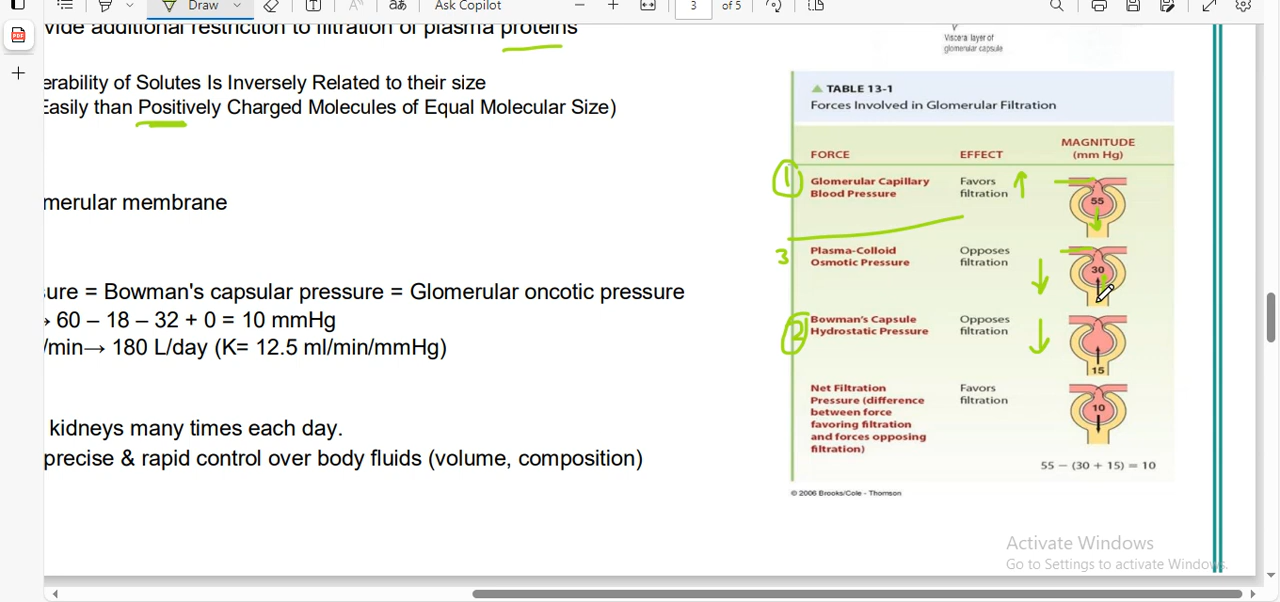 Draw
T
aあ
Ask Copilot
3 of 5
vide additional restriction to filtration of plasma proteins
erability of Solutes Is Inversely Related to their size
Easily than Positively Charged Molecules of Equal Molecular Size)
merular membrane
sure = Bowman's capsular pressure = Glomerular oncotic pressure
→ 60 – 18 – 32 + 0 = 10 mmHg
/min→ 180 L/day (K= 12.5 ml/min/mmHg)
kidneys many times each day.
precise & rapid control over body fluids (volume, composition)
Visceral layer of
glomerular capsule
▲ TABLE 13-1
Forces Involved in Glomerular Filtration
FORCE EFFECT MAGNITUDE
(mm Hg)
1 Glomerular Capillary Favors
Blood Pressure filtration
55
3 Plasma-Colloid Opposes
Osmotic Pressure filtration
30
2 Bowman's Capsule Opposes
Hydrostatic Pressure filtration
15
Net Filtration Favors
Pressure (difference filtration
between force 10
favoring filtration
and forces opposing
filtration)
55 – (30 + 15) = 10
© 2006 Brooks/Cole - Thomson
Activate Windows
Go to Settings to activate Windows.